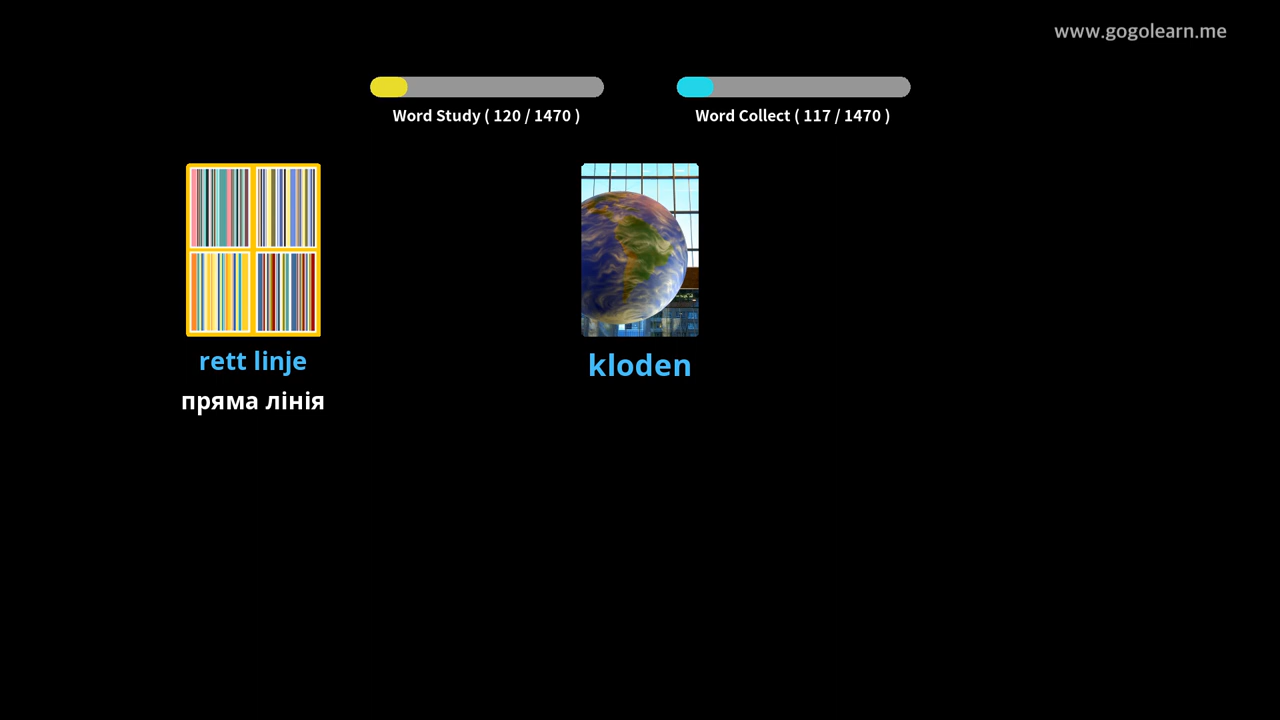 www.gogolearn.me
Word Study ( 120 / 1470 )
Word Collect ( 117 / 1470 )
rett linje
пряма лінія
kloden